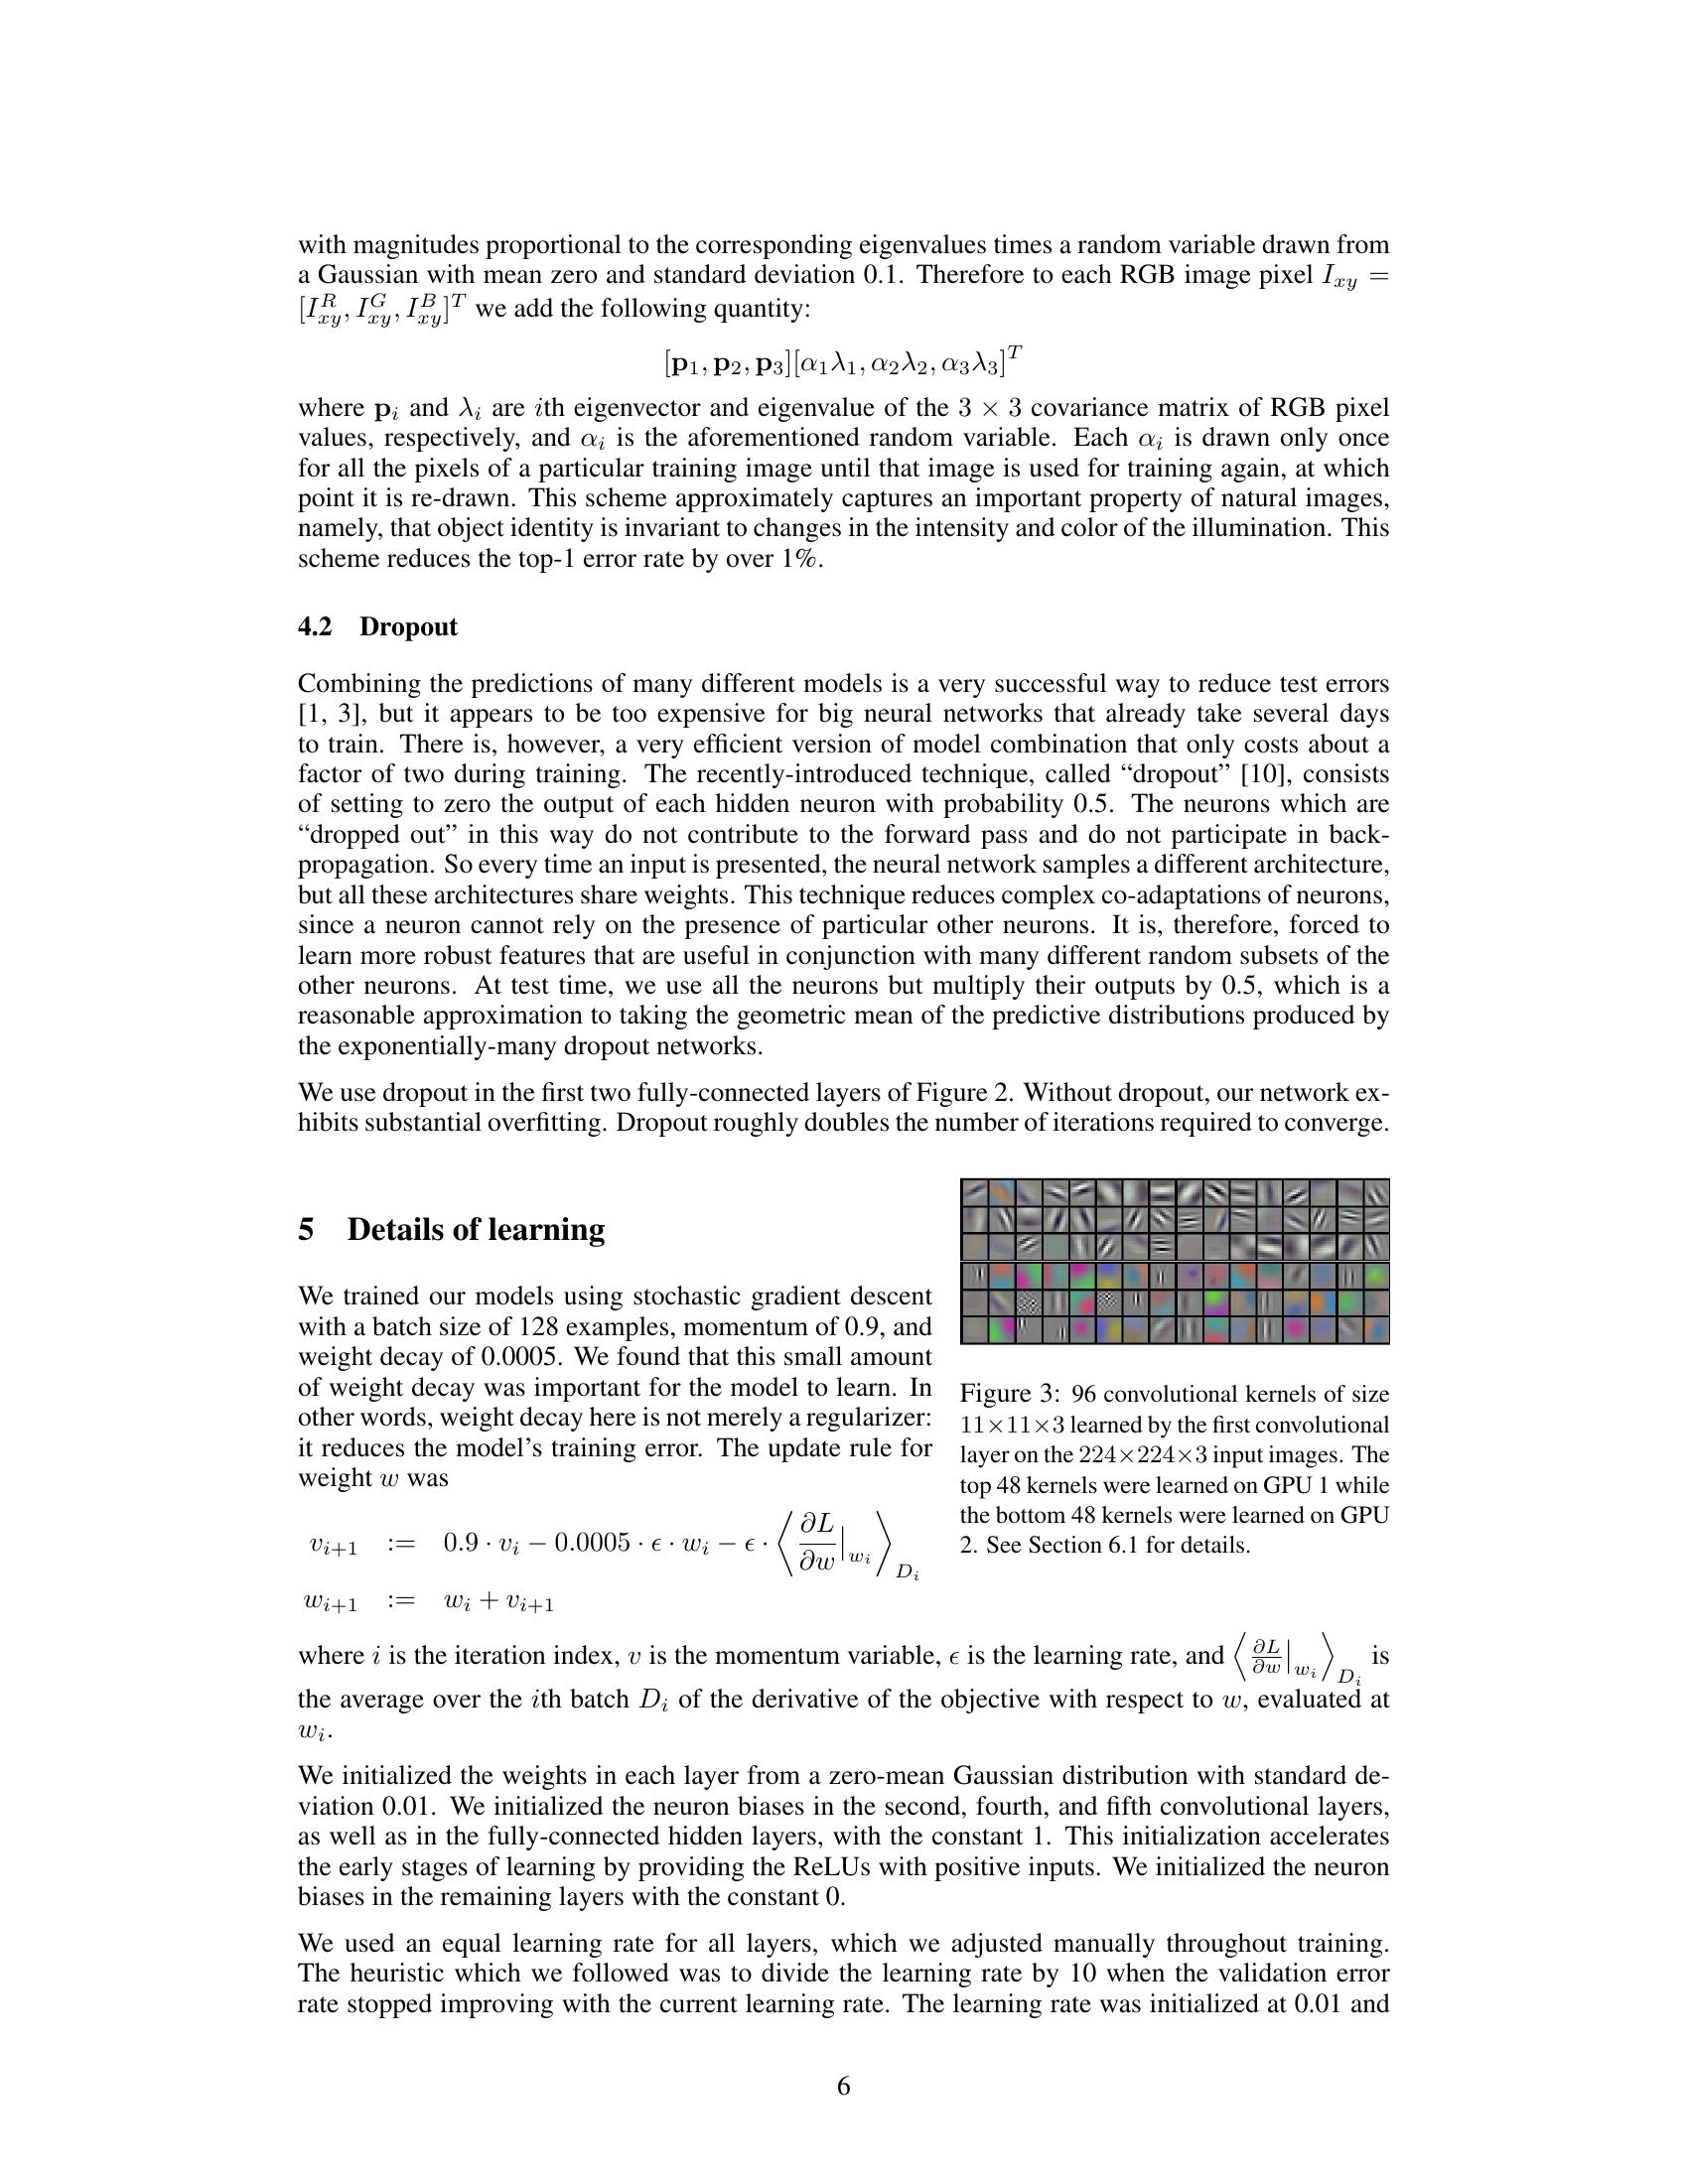 with magnitudes proportional to the corresponding eigenvalues times a random variable drawn from
a Gaussian with mean zero and standard deviation 0.1. Therefore to each RGB image pixel $I_{xy}$ =
$[I_{xy}^R, I_{xy}^G, I_{xy}^B]^T$ we add the following quantity:
$[\mathbf{p}_1, \mathbf{p}_2, \mathbf{p}_3][\alpha_1\lambda_1, \alpha_2\lambda_2, \alpha_3\lambda_3]^T$
where $\mathbf{p}_i$ and $\lambda_i$ are $i$th eigenvector and eigenvalue of the 3 × 3 covariance matrix of RGB pixel
values, respectively, and $\alpha_i$ is the aforementioned random variable. Each $\alpha_i$ is drawn only once
for all the pixels of a particular training image until that image is used for training again, at which
point it is re-drawn. This scheme approximately captures an important property of natural images,
namely, that object identity is invariant to changes in the intensity and color of the illumination. This
scheme reduces the top-1 error rate by over 1%.
4.2 Dropout
Combining the predictions of many different models is a very successful way to reduce test errors
[1, 3], but it appears to be too expensive for big neural networks that already take several days
to train. There is, however, a very efficient version of model combination that only costs about a
factor of two during training. The recently-introduced technique, called “dropout” [10], consists
of setting to zero the output of each hidden neuron with probability 0.5. The neurons which are
“dropped out” in this way do not contribute to the forward pass and do not participate in back-
propagation. So every time an input is presented, the neural network samples a different architecture,
but all these architectures share weights. This technique reduces complex co-adaptations of neurons,
since a neuron cannot rely on the presence of particular other neurons. It is, therefore, forced to
learn more robust features that are useful in conjunction with many different random subsets of the
other neurons. At test time, we use all the neurons but multiply their outputs by 0.5, which is a
reasonable approximation to taking the geometric mean of the predictive distributions produced by
the exponentially-many dropout networks.
We use dropout in the first two fully-connected layers of Figure 2. Without dropout, our network ex-
hibits substantial overfitting. Dropout roughly doubles the number of iterations required to converge.
5 Details of learning
We trained our models using stochastic gradient descent
with a batch size of 128 examples, momentum of 0.9, and
weight decay of 0.0005. We found that this small amount
of weight decay was important for the model to learn. In
other words, weight decay here is not merely a regularizer:
it reduces the model’s training error. The update rule for
weight $w$ was
$v_{i+1} := 0.9 \cdot v_i - 0.0005 \cdot \epsilon \cdot w_i - \epsilon \cdot \left\langle \frac{\partial L}{\partial w}\big|_{w_i} \right\rangle_{D_i}$
$w_{i+1} := w_i + v_{i+1}$
Figure 3: 96 convolutional kernels of size
11×11×3 learned by the first convolutional
layer on the 224×224×3 input images. The
top 48 kernels were learned on GPU 1 while
the bottom 48 kernels were learned on GPU
2. See Section 6.1 for details.
where $i$ is the iteration index, $v$ is the momentum variable, $\epsilon$ is the learning rate, and $\left\langle \frac{\partial L}{\partial w}\big|_{w_i} \right\rangle_{D_i}$ is
the average over the $i$th batch $D_i$ of the derivative of the objective with respect to $w$, evaluated at
$w_i$.
We initialized the weights in each layer from a zero-mean Gaussian distribution with standard de-
viation 0.01. We initialized the neuron biases in the second, fourth, and fifth convolutional layers,
as well as in the fully-connected hidden layers, with the constant 1. This initialization accelerates
the early stages of learning by providing the ReLUs with positive inputs. We initialized the neuron
biases in the remaining layers with the constant 0.
We used an equal learning rate for all layers, which we adjusted manually throughout training.
The heuristic which we followed was to divide the learning rate by 10 when the validation error
rate stopped improving with the current learning rate. The learning rate was initialized at 0.01 and
6